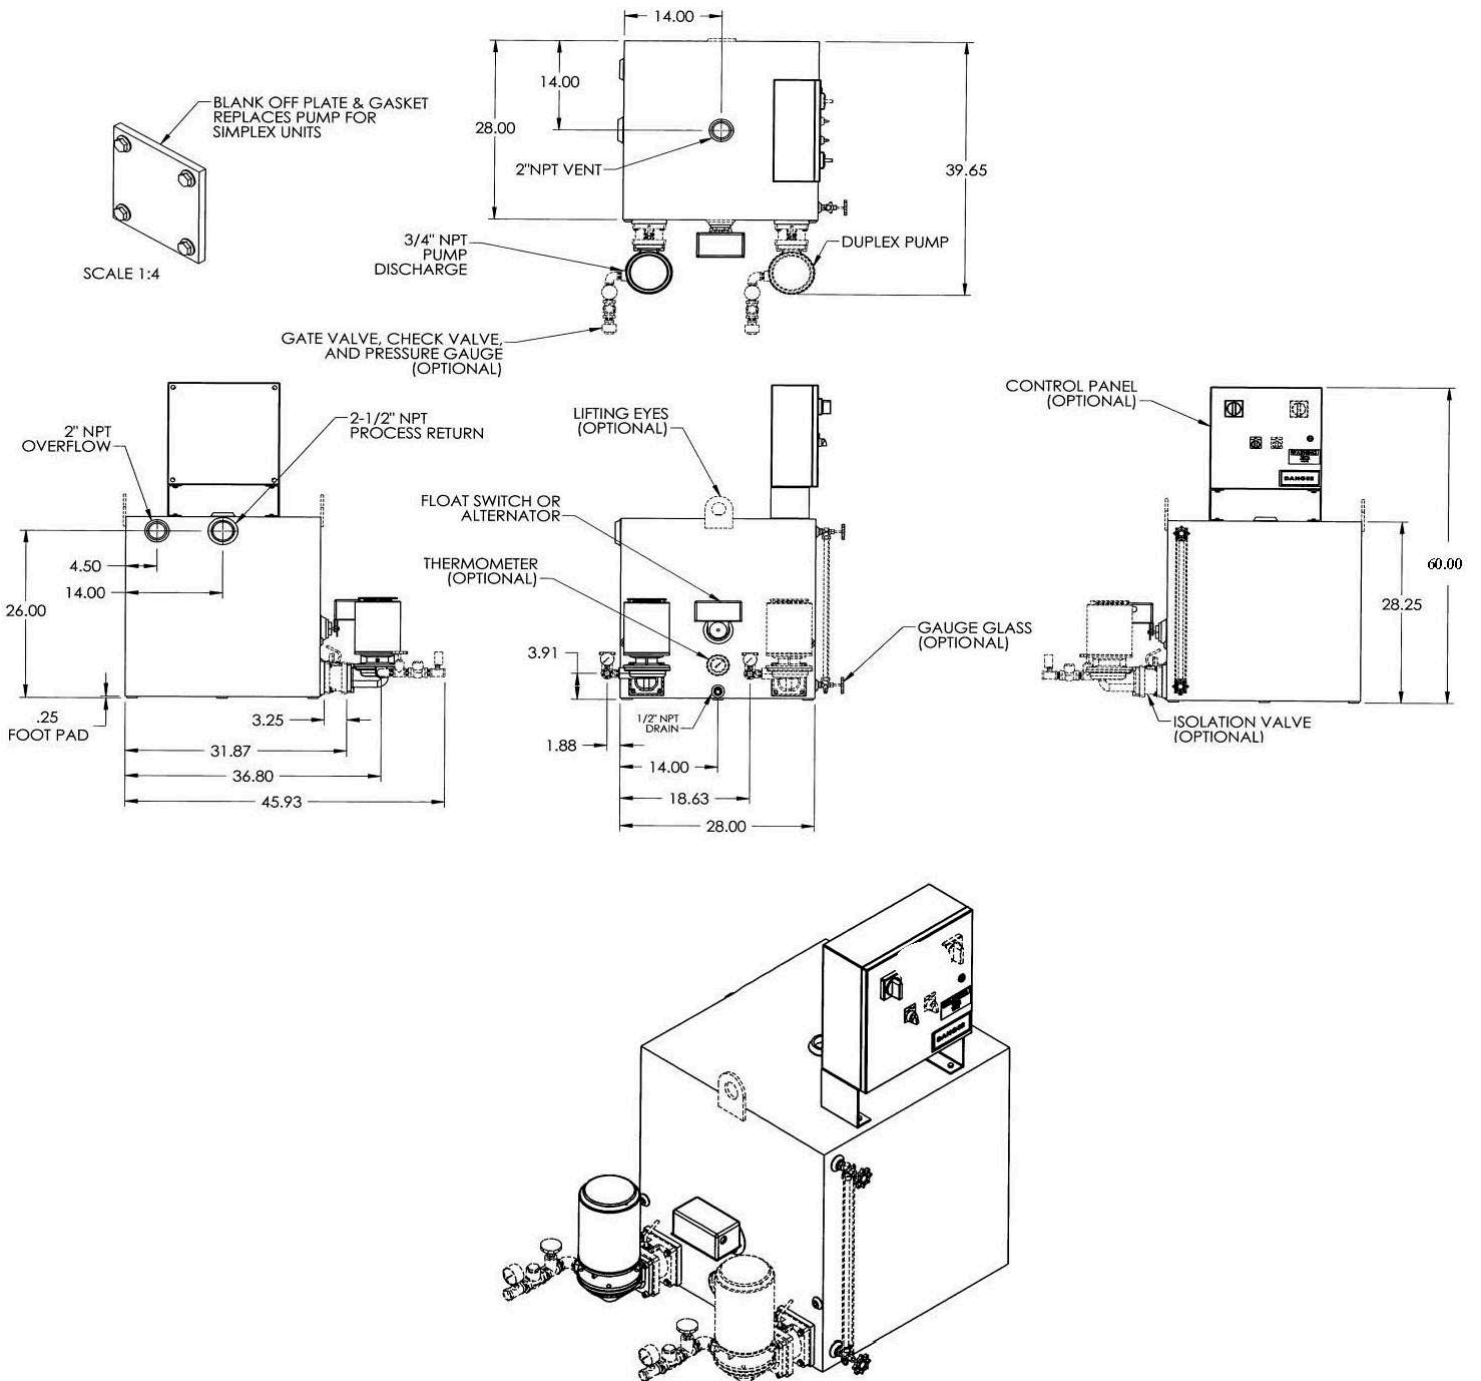 14.00
14.00
28.00
39.65
2"NPT VENT
BLANK OFF PLATE & GASKET
REPLACES PUMP FOR
SIMPLEX UNITS
SCALE 1:4
3/4" NPT
PUMP
DISCHARGE
DUPLEX PUMP
GATE VALVE, CHECK VALVE,
AND PRESSURE GAUGE
(OPTIONAL)
2" NPT
OVERFLOW
2-1/2" NPT
PROCESS RETURN
4.50
14.00
26.00
.25
FOOT PAD
3.25
31.87
36.80
45.93
LIFTING EYES
(OPTIONAL)
FLOAT SWITCH OR
ALTERNATOR
THERMOMETER
(OPTIONAL)
3.91
GAUGE GLASS
(OPTIONAL)
1/2" NPT
DRAIN
1.88
14.00
18.63
28.00
CONTROL PANEL
(OPTIONAL)
DANGER
60.00
28.25
ISOLATION VALVE
(OPTIONAL)
DANGER